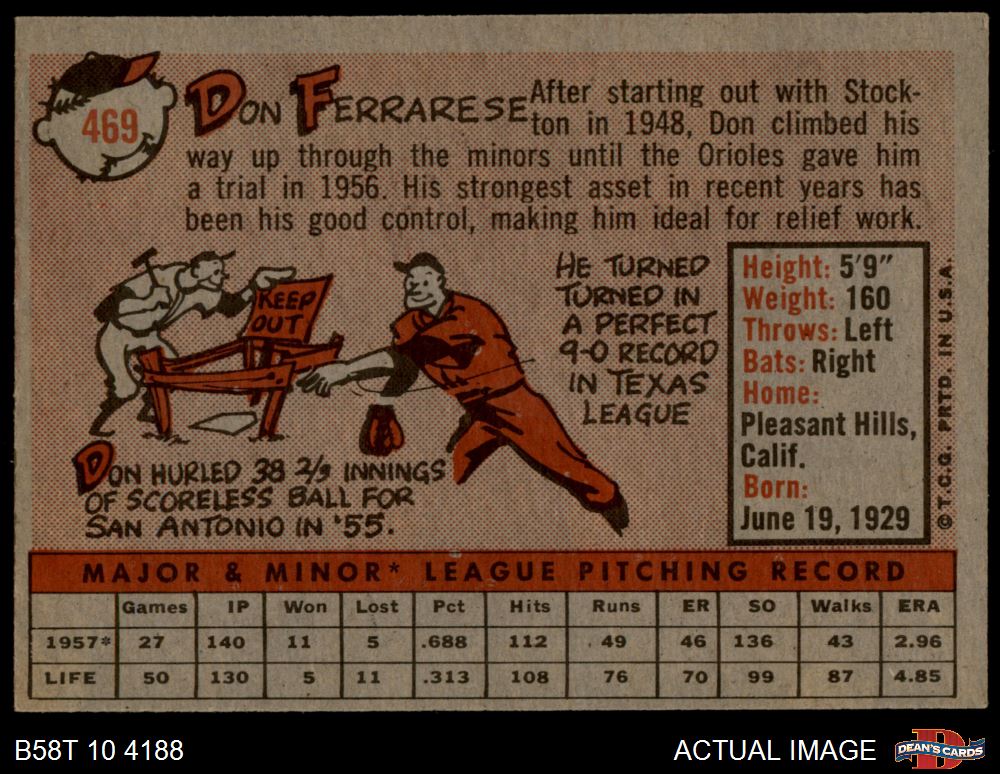 469
DON FERRARESE
After starting out with Stock-
ton in 1948, Don climbed his
way up through the minors until the Orioles gave him
a trial in 1956. His strongest asset in recent years has
been his good control, making him ideal for relief work.
KEEP
OUT
DON HURLED 38 2/3 INNINGS
OF SCORELESS BALL FOR
SAN ANTONIO IN '55.
HE TURNED
TURNED IN
A PERFECT
9-0 RECORD
IN TEXAS
LEAGUE
Height: 5'9"
Weight: 160
Throws: Left
Bats: Right
Home:
Pleasant Hills,
Calif.
Born:
June 19, 1929
© T.C.G. PRTD. IN U.S.A.
MAJOR & MINOR* LEAGUE PITCHING RECORD
Games IP Won Lost Pct Hits Runs ER SO Walks ERA
1957* 27 140 11 5 .688 112 49 46 136 43 2.96
LIFE 50 130 5 11 .313 108 76 70 99 87 4.85
B58T 10 4188
ACTUAL IMAGE
D
DEAN'S CARDS